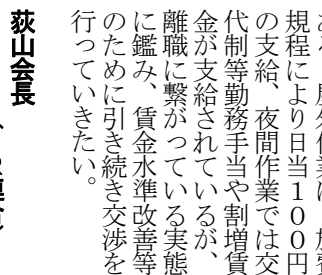 規程により日当１００円
の支給、夜間作業では交
代制等勤務手当や割増賃
金が支給されているが、
離職に繋がっている実態
に鑑み、賃金水準改善等
のために引き続き交渉を
行っていきたい。
荻山会長